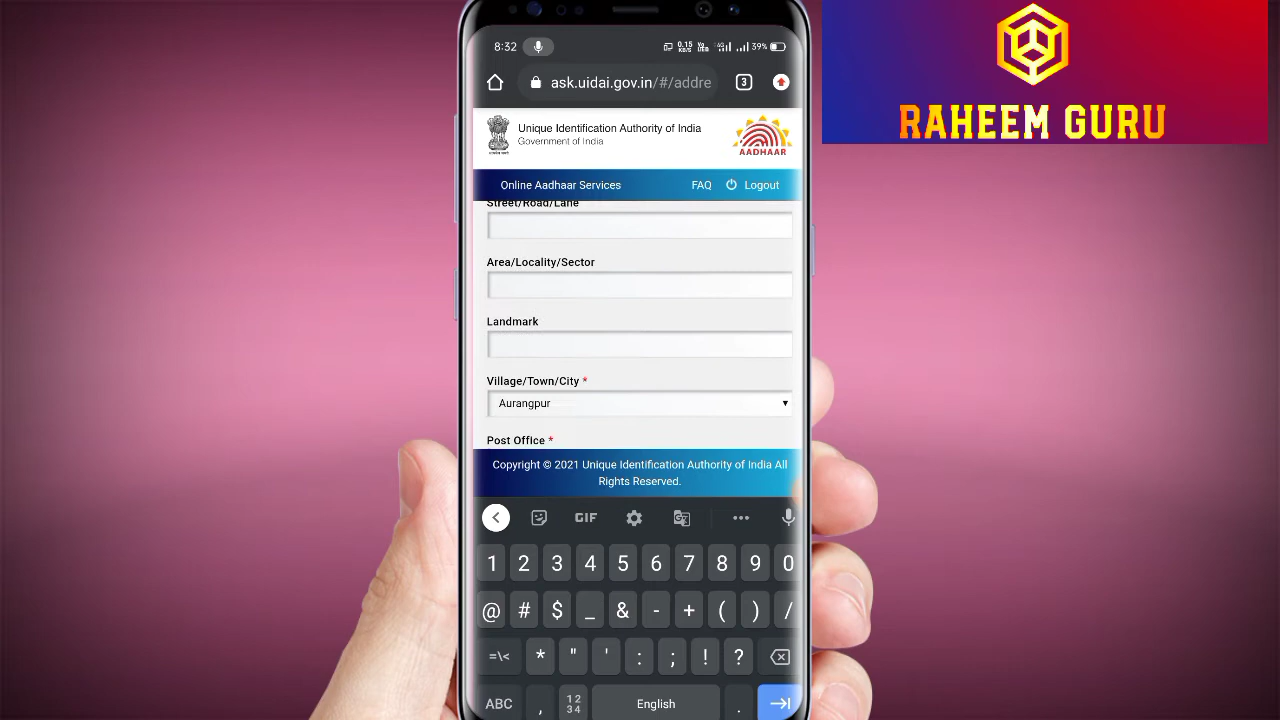 RAHEEM GURU
8:32
0.15
KB/S
39%
ask.uidai.gov.in/#/addre
3
Unique Identification Authority of India
Government of India
AADHAAR
Online Aadhaar Services
FAQ
Logout
Street/Road/Lane
Area/Locality/Sector
Landmark
Village/Town/City *
Aurangpur
Post Office *
Copyright © 2021 Unique Identification Authority of India All
Rights Reserved.
GIF
1 2 3 4 5 6 7 8 9 0
@ # $ _ & - + ( ) /
=\< * " ' : ; ! ?
ABC , 12 34 English .